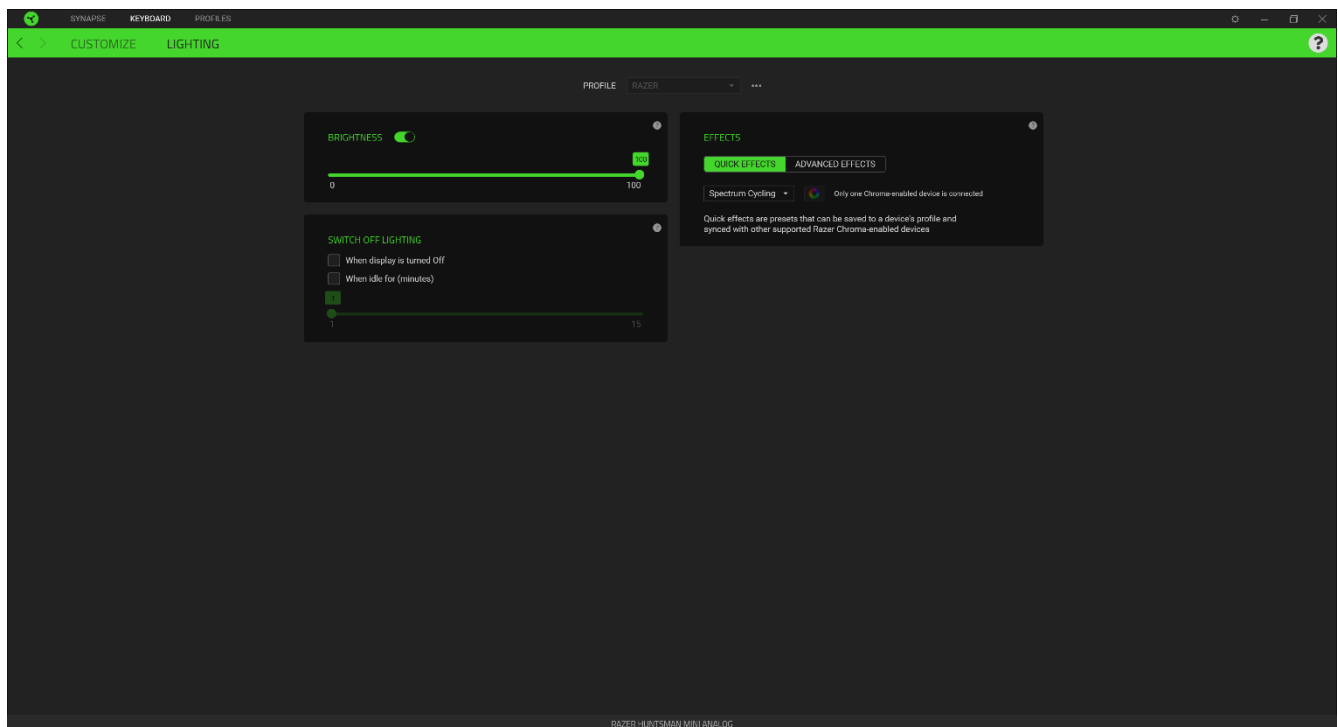 SYNAPSE KEYBOARD PROFILES
CUSTOMIZE LIGHTING
?
PROFILE RAZER
BRIGHTNESS
?
100
0 100
SWITCH OFF LIGHTING
?
When display is turned Off
When idle for (minutes)
1
1 15
EFFECTS
?
QUICK EFFECTS ADVANCED EFFECTS
Spectrum Cycling Only one Chroma-enabled device is connected
Quick effects are presets that can be saved to a device's profile and
synced with other supported Razer Chroma-enabled devices
RAZER HUNTSMAN MINI ANALOG